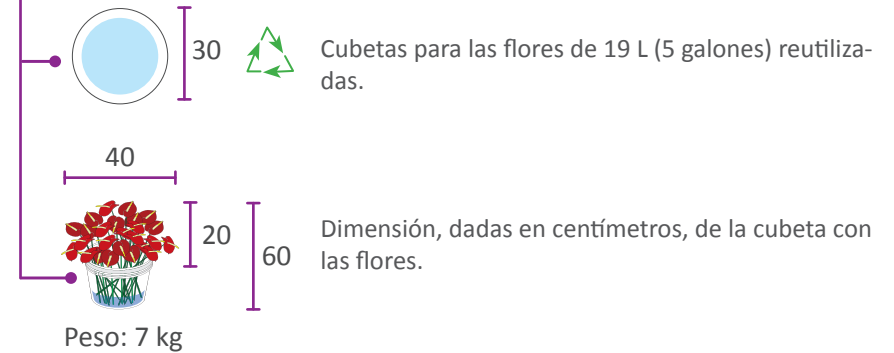 30
Cubetas para las flores de 19 L (5 galones) reutiliza-
das.
40
20
60
Dimensión, dadas en centímetros, de la cubeta con
las flores.
Peso: 7 kg